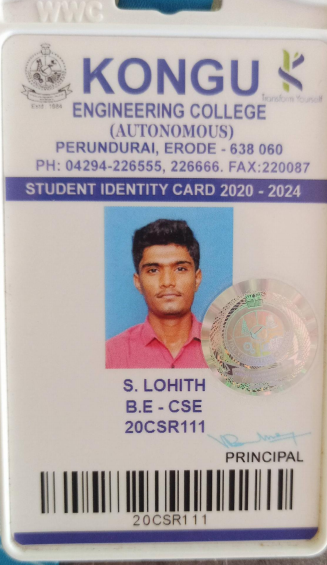 WWC
KONGU
Estd : 1984
Transform Yourself
ENGINEERING COLLEGE
(AUTONOMOUS)
PERUNDURAI, ERODE - 638 060
PH: 04294-226555, 226666. FAX:220087
STUDENT IDENTITY CARD 2020 - 2024
S. LOHITH
B.E - CSE
20CSR111
PRINCIPAL
20CSR111